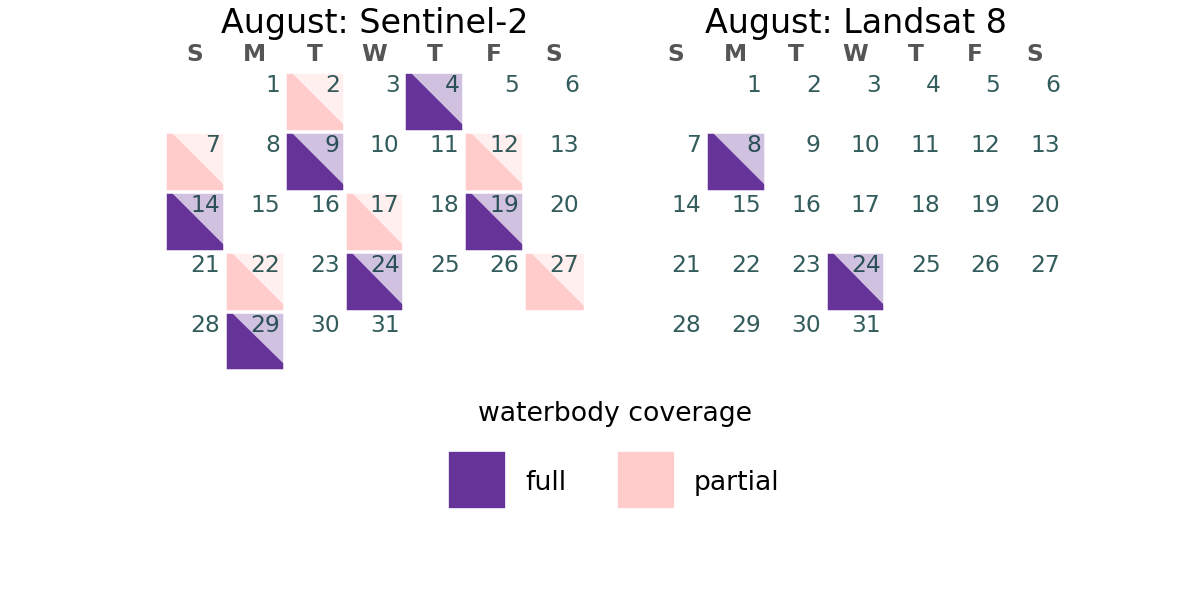 August: Sentinel-2
S M T W T F S
1 2 3 4 5 6
7 8 9 10 11 12 13
14 15 16 17 18 19 20
21 22 23 24 25 26 27
28 29 30 31
August: Landsat 8
S M T W T F S
1 2 3 4 5 6
7 8 9 10 11 12 13
14 15 16 17 18 19 20
21 22 23 24 25 26 27
28 29 30 31
waterbody coverage
full
partial